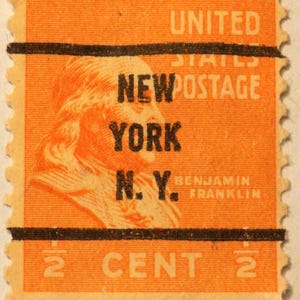 UNITED
STATES
POSTAGE
NEW
YORK
N. Y.
BENJAMIN
FRANKLIN
1/2 CENT 1/2